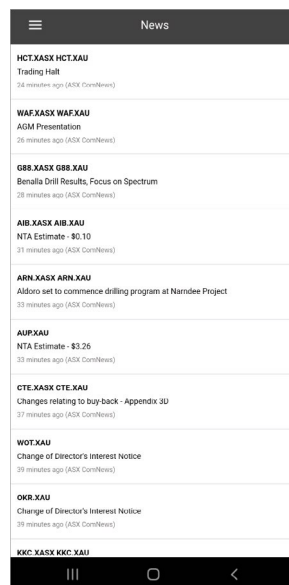 News
HCT.XASX HCT.XAU
Trading Halt
24 minutes ago (ASX ComNews)
WAF.XASX WAF.XAU
AGM Presentation
26 minutes ago (ASX ComNews)
G88.XASX G88.XAU
Benalla Drill Results, Focus on Spectrum
28 minutes ago (ASX ComNews)
AIB.XASX AIB.XAU
NTA Estimate - $0.10
31 minutes ago (ASX ComNews)
ARN.XASX ARN.XAU
Aldoro set to commence drilling program at Narndee Project
33 minutes ago (ASX ComNews)
AUP.XAU
NTA Estimate - $3.26
33 minutes ago (ASX ComNews)
CTE.XASX CTE.XAU
Changes relating to buy-back - Appendix 3D
37 minutes ago (ASX ComNews)
WOT.XAU
Change of Director's Interest Notice
39 minutes ago (ASX ComNews)
OKR.XAU
Change of Director's Interest Notice
39 minutes ago (ASX ComNews)
KKC.XASX KKC.XAU